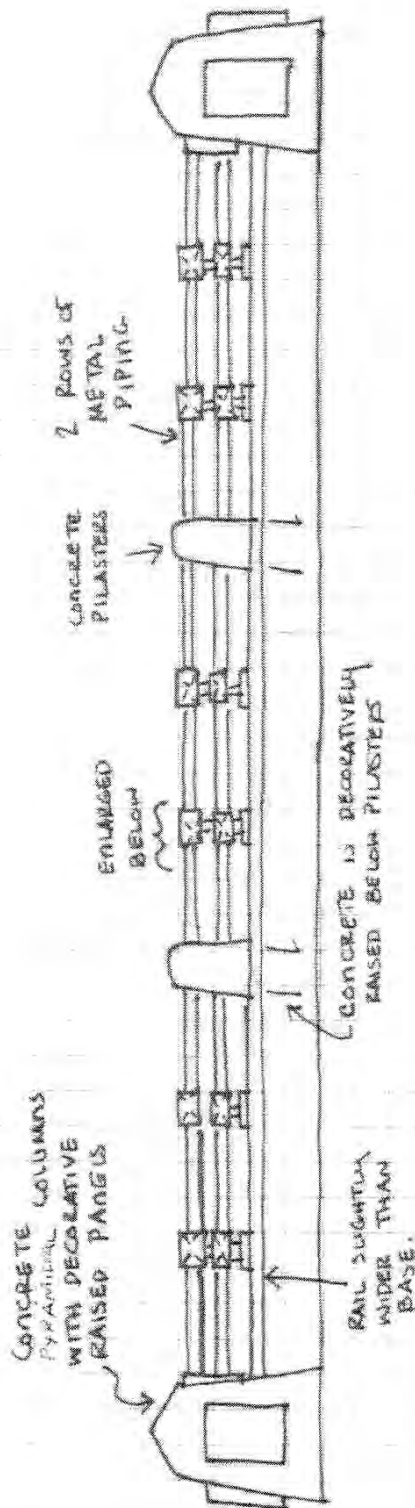 CONCRETE
PYRAMIDAL COLUMNS
WITH DECORATIVE
RAISED PANELS
ENLARGED
BELOW
CONCRETE
PILASTERS
2 ROWS OF
METAL
PIPING
RAIL SLIGHTLY
WIDER THAN
BASE.
CONCRETE IS DECORATIVELY
RAISED BELOW PILASTERS